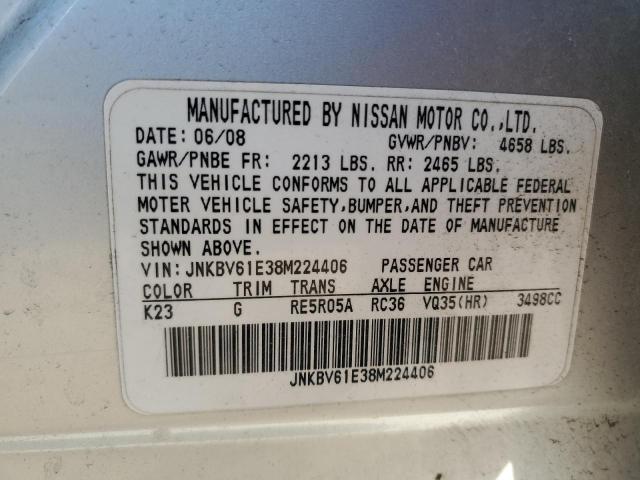 MANUFACTURED BY NISSAN MOTOR CO.,LTD.
DATE: 06/08 GVWR/PNBV: 4658 LBS.
GAWR/PNBE FR: 2213 LBS. RR: 2465 LBS.
THIS VEHICLE CONFORMS TO ALL APPLICABLE FEDERAL
MOTOR VEHICLE SAFETY,BUMPER,AND THEFT PREVENTION
STANDARDS IN EFFECT ON THE DATE OF MANUFACTURE
SHOWN ABOVE.
VIN: JNKBV61E38M224406 PASSENGER CAR
COLOR TRIM TRANS AXLE ENGINE
K23 G RE5R05A RC36 VQ35(HR) 3498CC
JNKBV61E38M224406